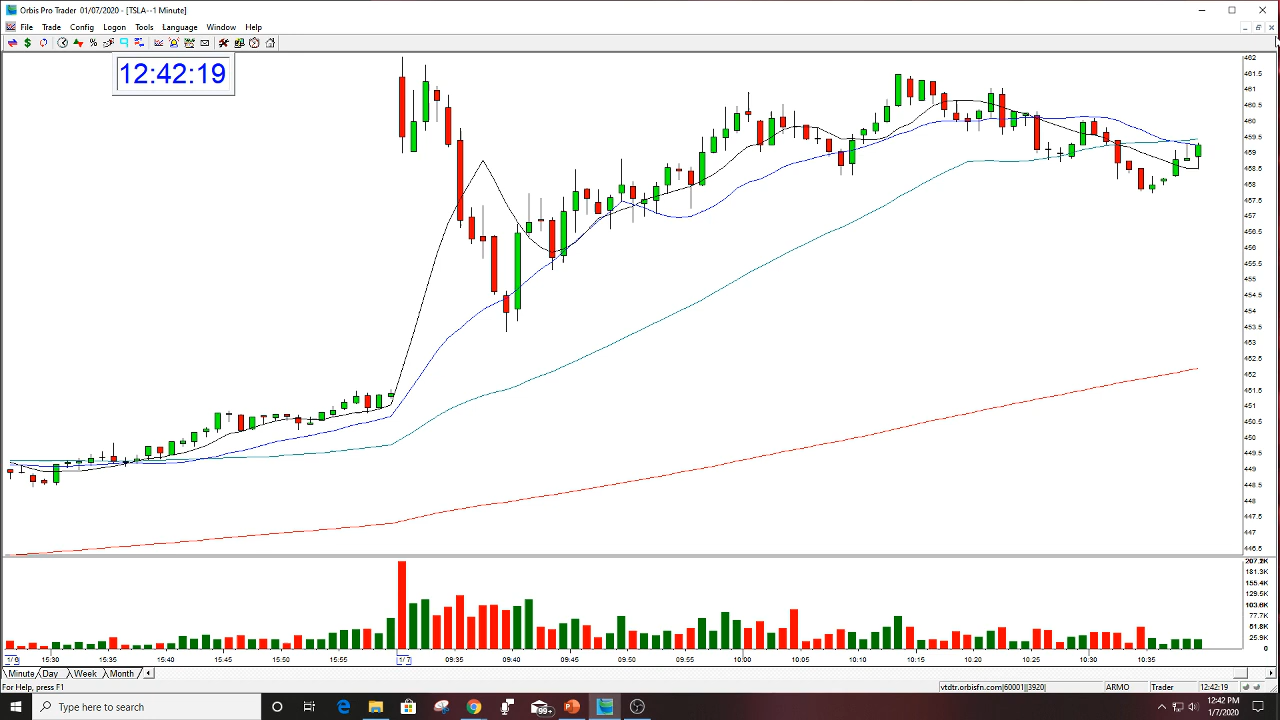 Orbis Pro Trader 01/07/2020 - [TSLA--1 Minute]
File Trade Config Logon Tools Language Window Help
12:42:19
462
461.5
461
460.5
460
459.5
459
458.5
458
457.5
457
456.5
456
455.5
455
454.5
454
453.5
453
452.5
452
451.5
451
450.5
450
449.5
449
448.5
448
447.5
447
446.5
207.2K
181.3K
155.4K
129.5K
103.6K
77.7K
51.8K
25.9K
0
15:30 15:35 15:40 15:45 15:50 15:55 1/7 09:35 09:40 09:45 09:50 09:55 10:00 10:05 10:10 10:15 10:20 10:25 10:30 10:35
Minute Day Week Month
For Help, press F1 vtdtr.orbisfn.com|60001||3920| ARMO Trader 12:42:19
Type here to search 99+ 12:42 PM
1/7/2020